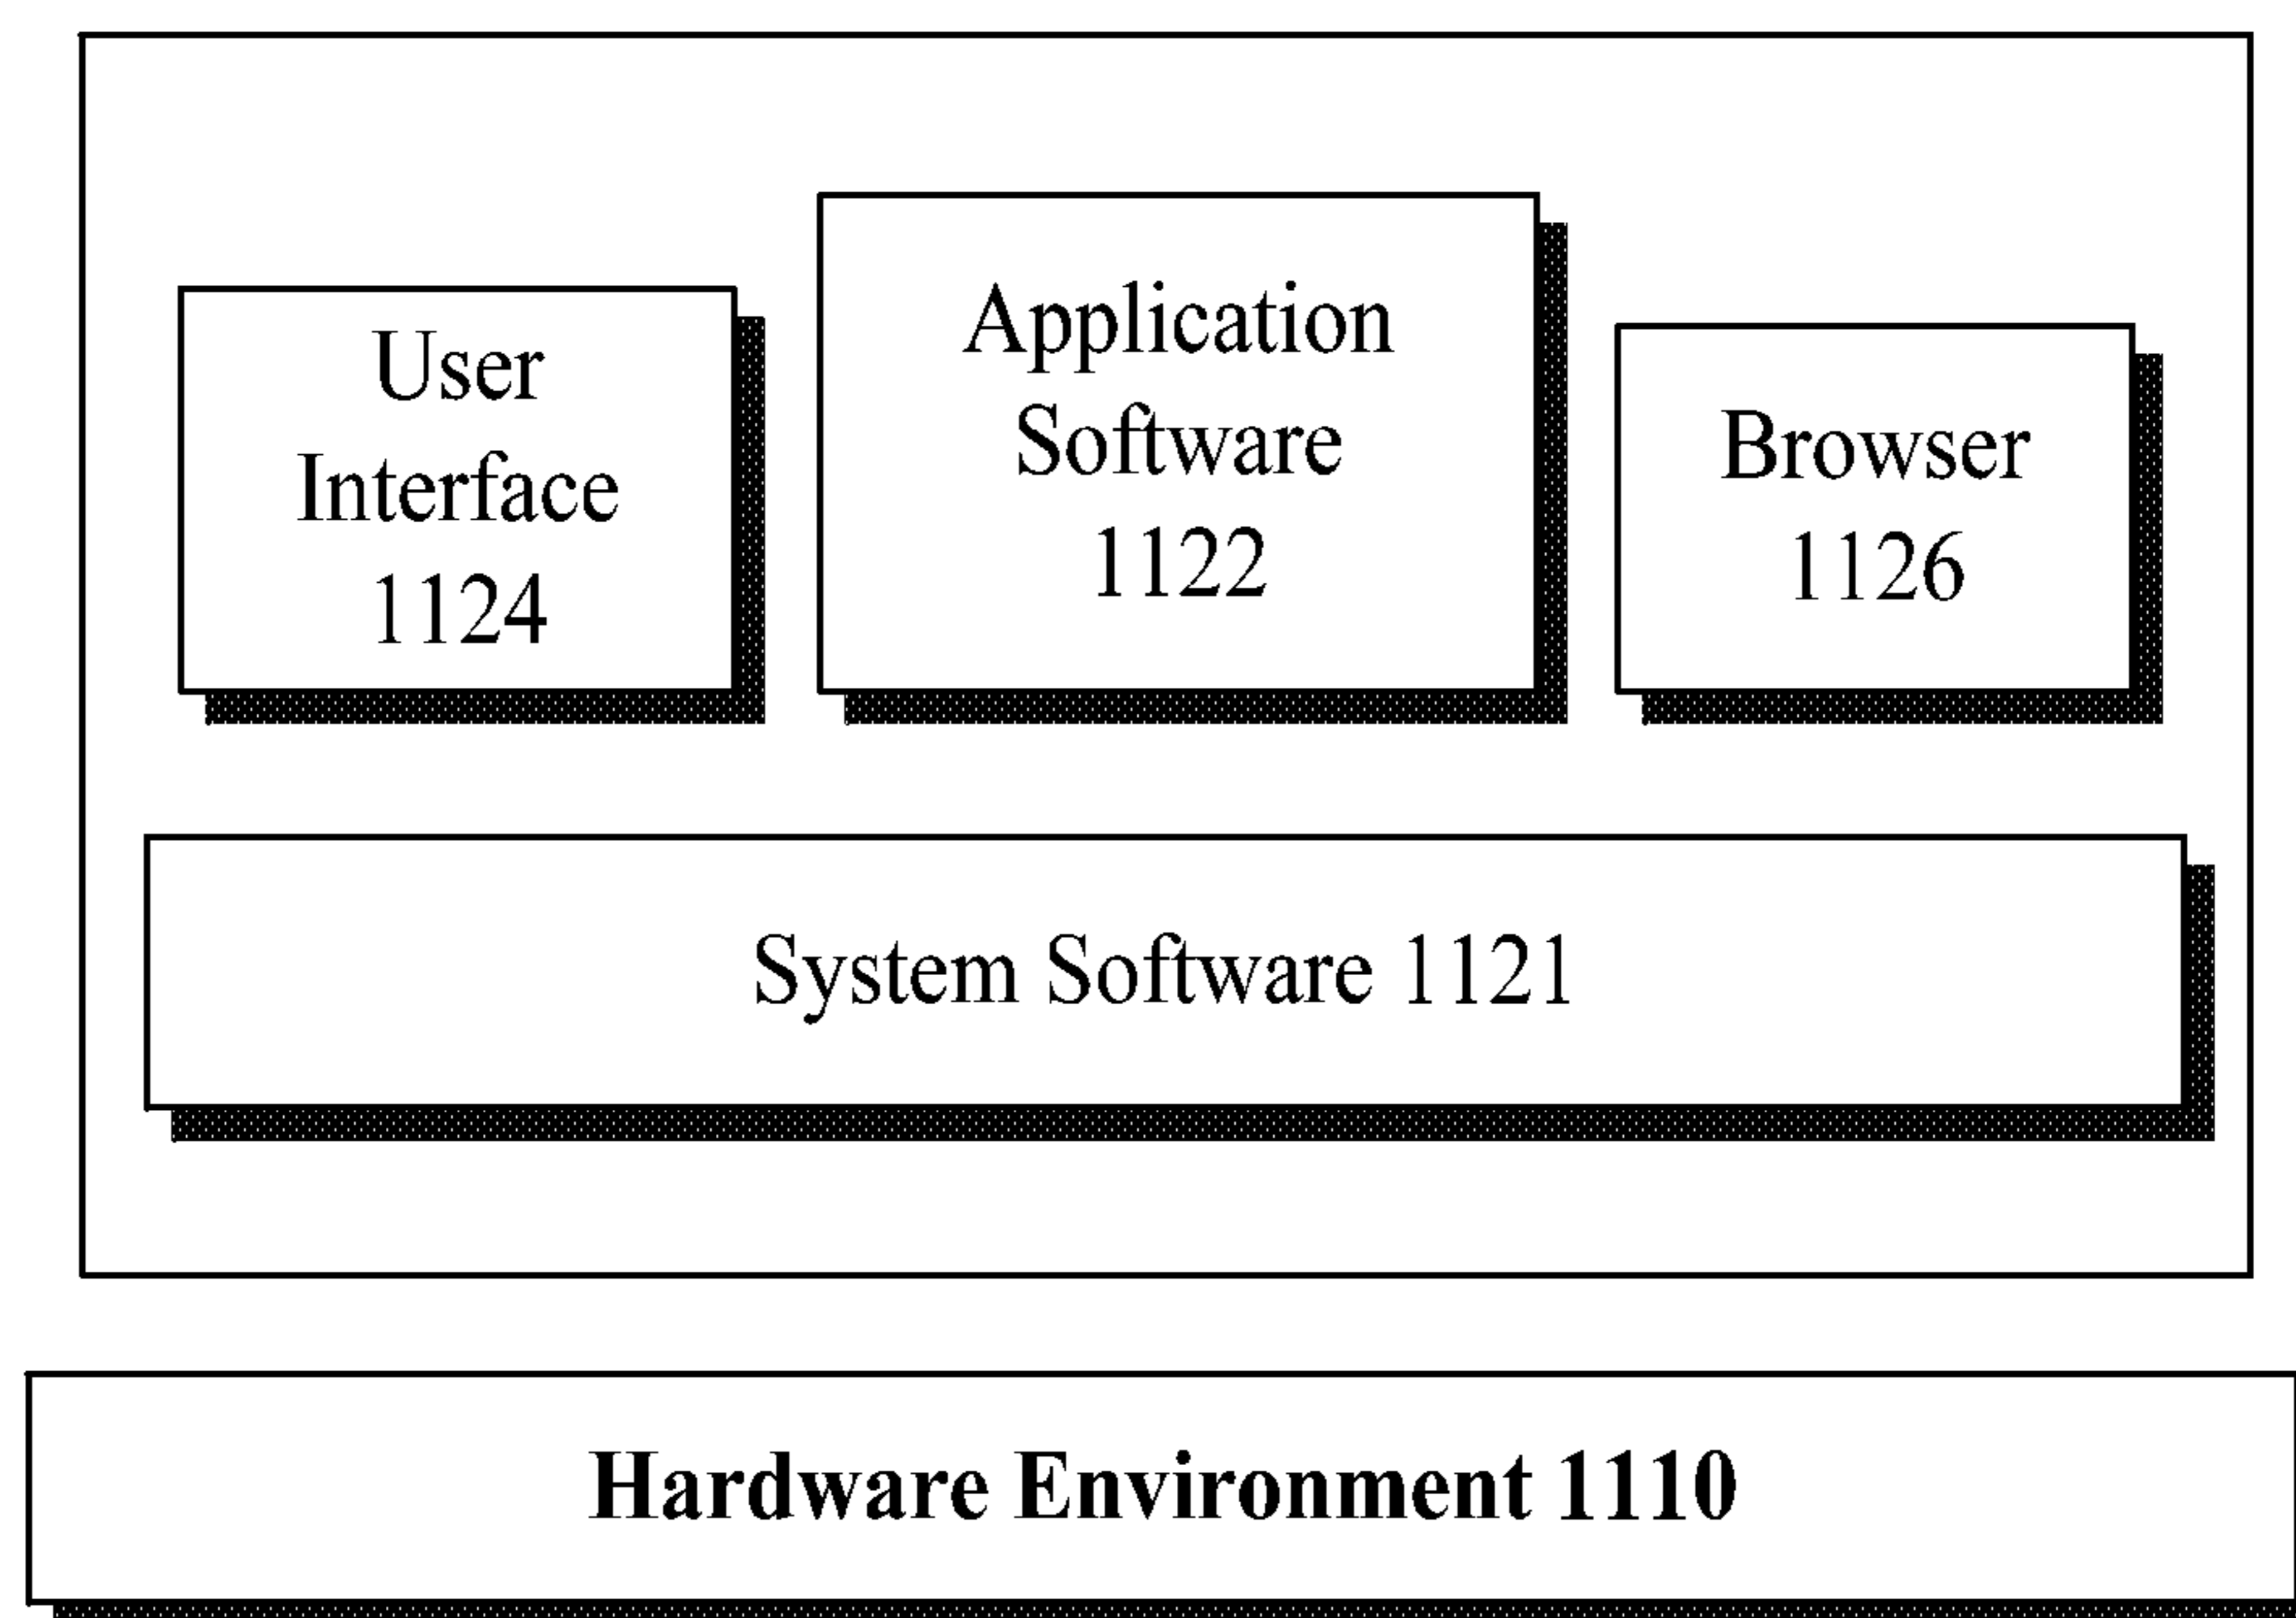 User
Interface
1124
Application
Software
1122
Browser
1126
System Software 1121
Hardware Environment 1110